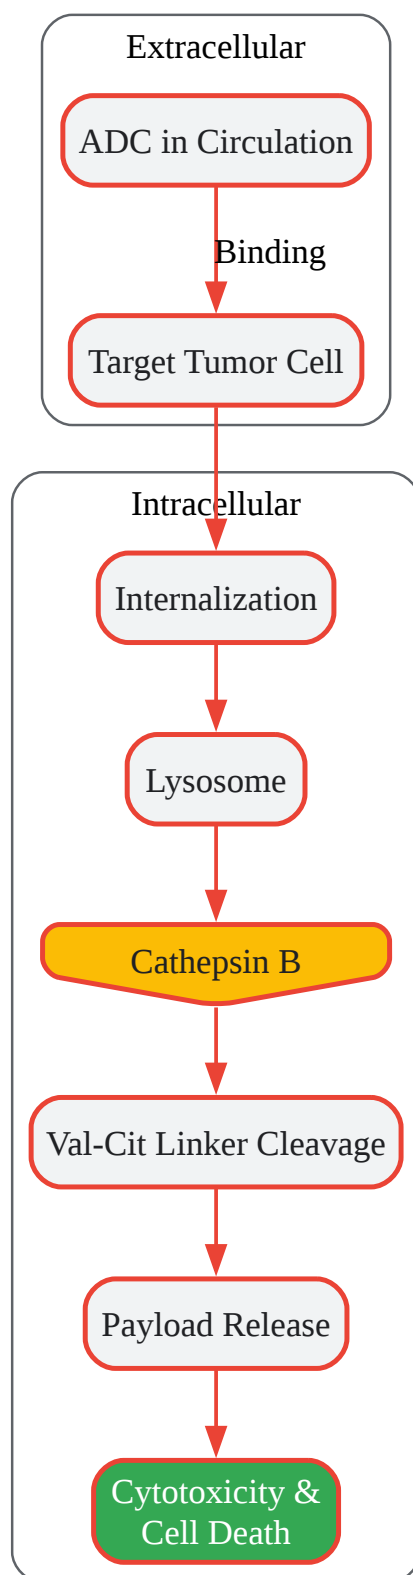 Extracellular
ADC in Circulation
Binding
Target Tumor Cell
Intracellular
Internalization
Lysosome
Cathepsin B
Val-Cit Linker Cleavage
Payload Release
Cytotoxicity &
Cell Death